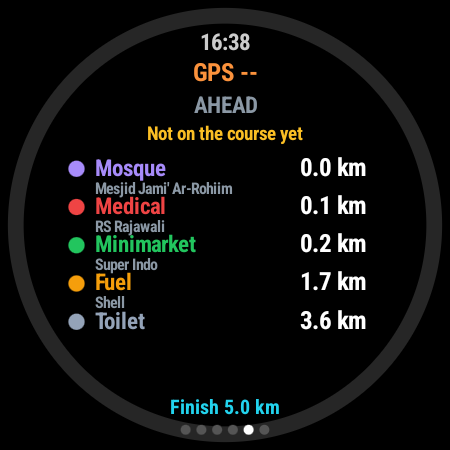 16:38
GPS --
AHEAD
Not on the course yet
Mosque 0.0 km
Mesjid Jami' Ar-Rohiim
Medical 0.1 km
RS Rajawali
Minimarket 0.2 km
Super Indo
Fuel 1.7 km
Shell
Toilet 3.6 km
Finish 5.0 km